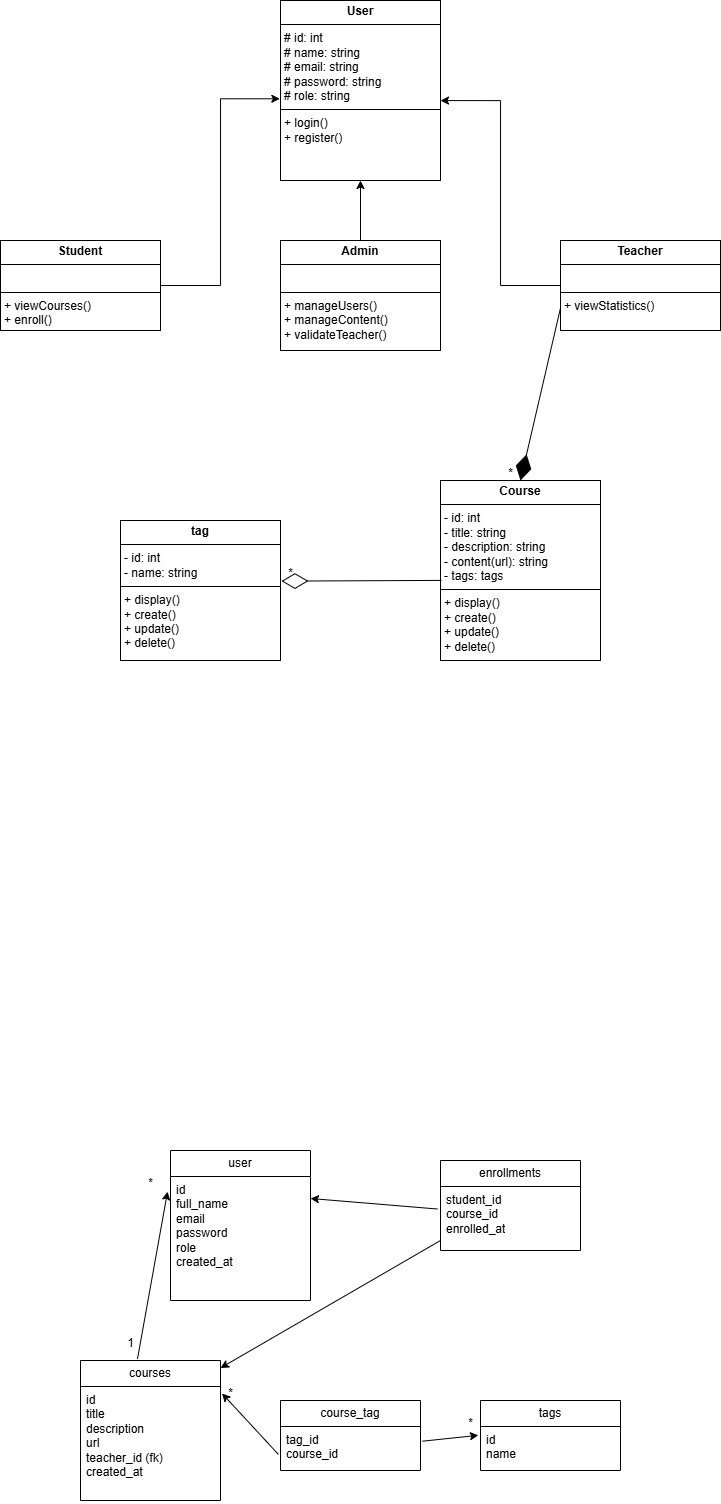 User
# id: int
# name: string
# email: string
# password: string
# role: string
+ login()
+ register()
Student
+ viewCourses()
+ enroll()
Admin
+ manageUsers()
+ manageContent()
+ validateTeacher()
Teacher
+ viewStatistics()
*
Course
- id: int
- title: string
- description: string
- content(url): string
- tags: tags
+ display()
+ create()
+ update()
+ delete()
tag
- id: int
- name: string
+ display()
+ create()
+ update()
+ delete()
*
user
id
full_name
email
password
role
created_at
*
1
enrollments
student_id
course_id
enrolled_at
courses
id
title
description
url
teacher_id (fk)
created_at
*
course_tag
tag_id
course_id
*
tags
id
name